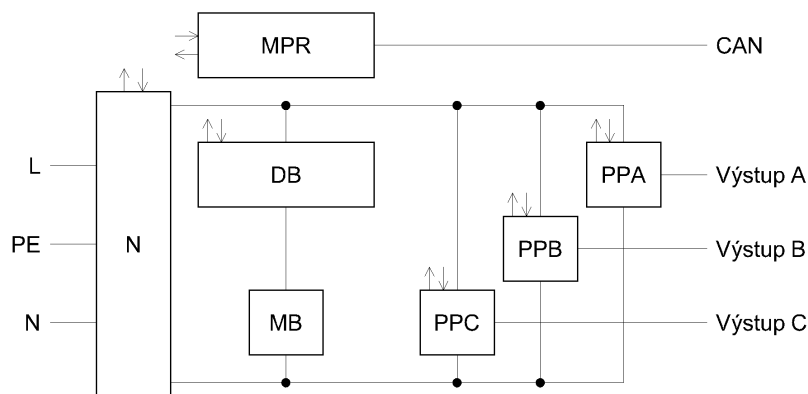 MPR
CAN
L
DB
PPA
Výstup A
PE
N
PPB
Výstup B
N
MB
PPC
Výstup C